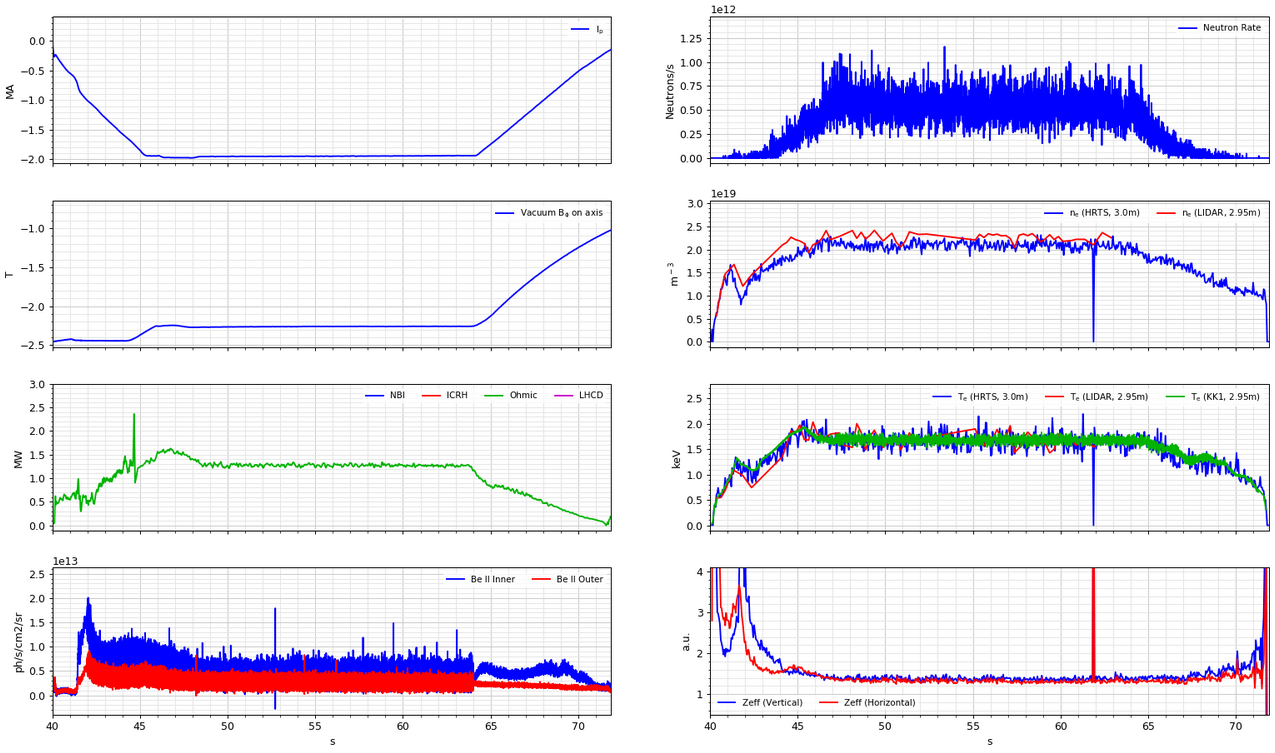 I_p
0.0
−0.5
−1.0
−1.5
−2.0
MA
1e12
Neutron Rate
1.25
1.00
0.75
0.50
0.25
0.00
Neutrons/s
Vacuum B_ϕ on axis
−1.0
−1.5
−2.0
−2.5
T
1e19
n_e (HRTS, 3.0m) n_e (LIDAR, 2.95m)
3.0
2.5
2.0
1.5
1.0
0.5
0.0
m^−3
NBI ICRH Ohmic LHCD
3.0
2.5
2.0
1.5
1.0
0.5
0.0
MW
T_e (HRTS, 3.0m) T_e (LIDAR, 2.95m) T_e (KK1, 2.95m)
2.5
2.0
1.5
1.0
0.5
0.0
keV
1e13
Be II Inner Be II Outer
2.5
2.0
1.5
1.0
0.5
0.0
ph/s/cm2/sr
40 45 50 55 60 65 70
s
4
3
2
1
a.u.
Zeff (Vertical) Zeff (Horizontal)
40 45 50 55 60 65 70
s